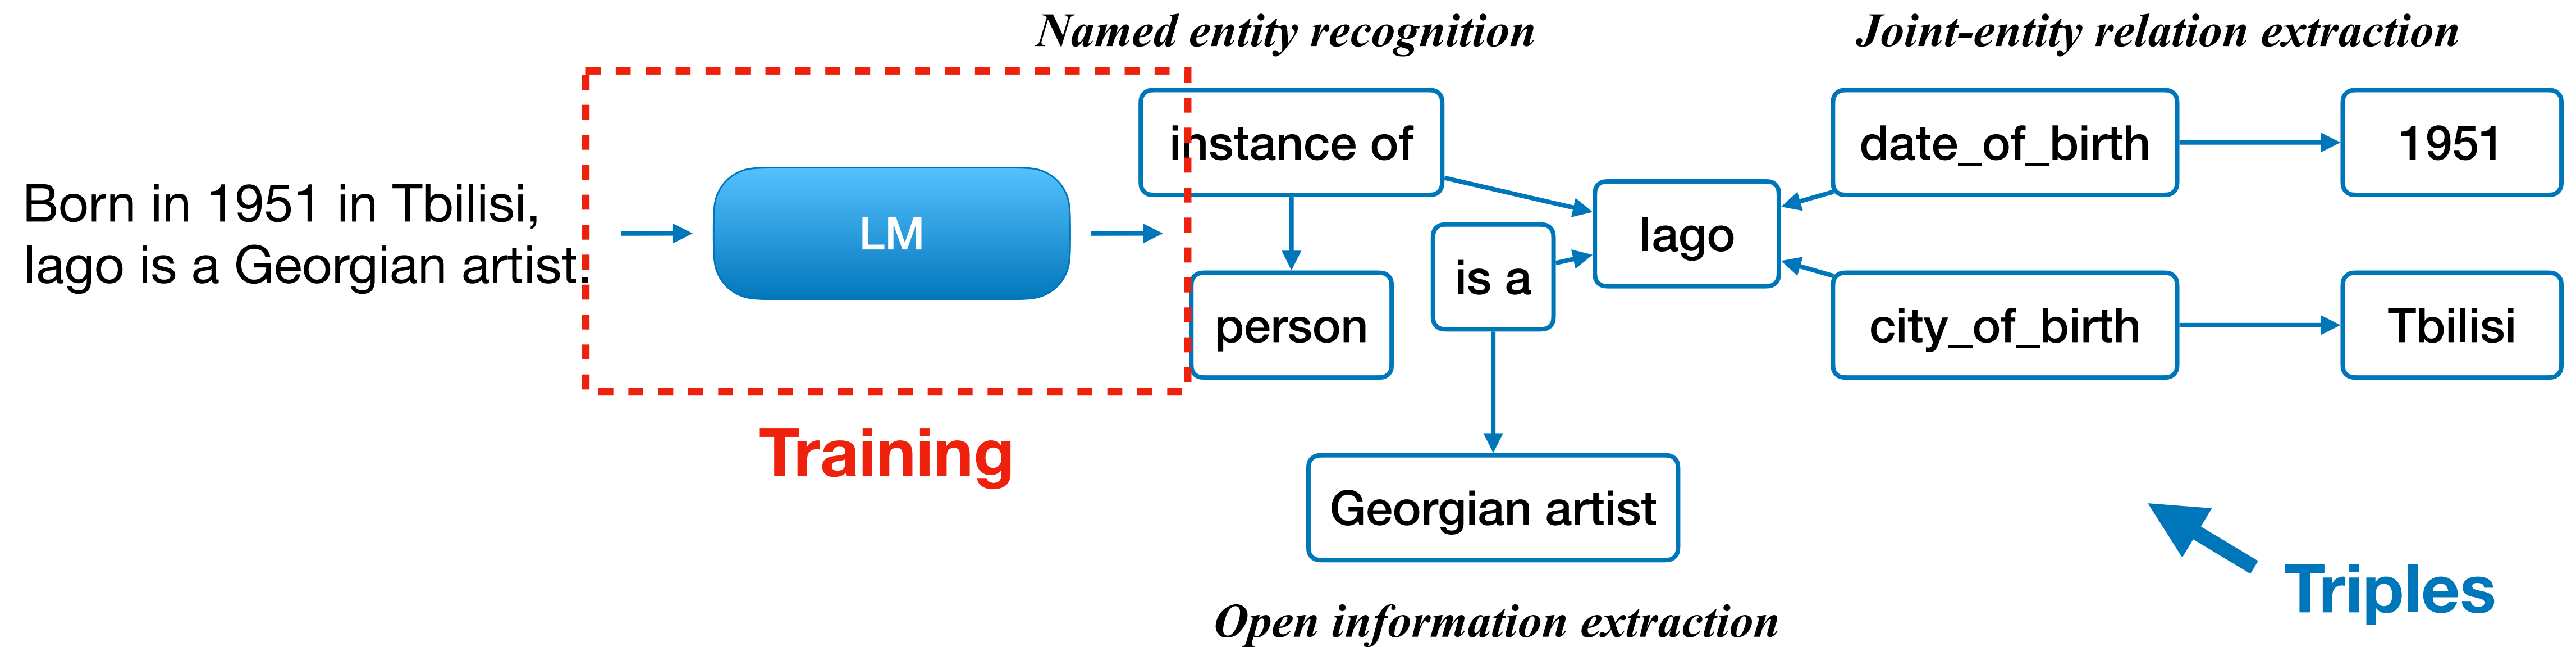 Named entity recognition
Joint-entity relation extraction
Born in 1951 in Tbilisi,
Iago is a Georgian artist.
LM
Training
instance of
person
is a
Georgian artist
Iago
date_of_birth
1951
city_of_birth
Tbilisi
Open information extraction
Triples